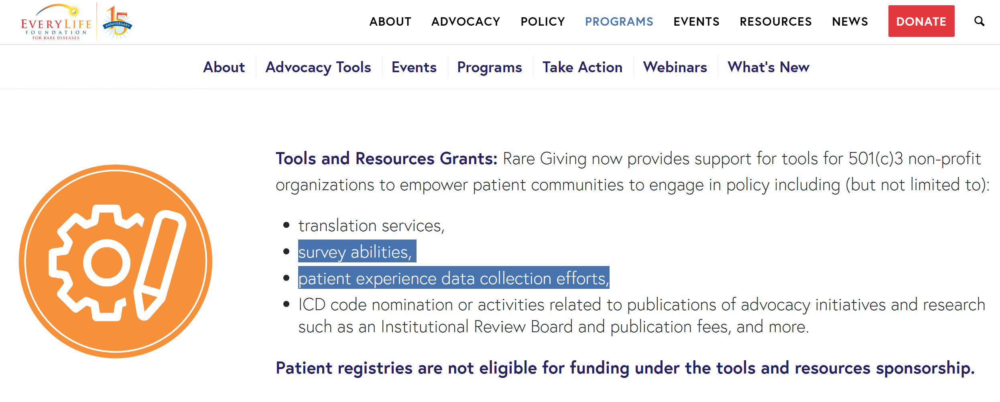 EVERYLIFE
FOUNDATION
FOR RARE DISEASES
15TH
ANNIVERSARY
ABOUT ADVOCACY POLICY PROGRAMS EVENTS RESOURCES NEWS DONATE
About Advocacy Tools Events Programs Take Action Webinars What's New
Tools and Resources Grants: Rare Giving now provides support for tools for 501(c)3 non-profit
organizations to empower patient communities to engage in policy including (but not limited to):
• translation services,
• survey abilities,
• patient experience data collection efforts,
• ICD code nomination or activities related to publications of advocacy initiatives and research
such as an Institutional Review Board and publication fees, and more.
Patient registries are not eligible for funding under the tools and resources sponsorship.